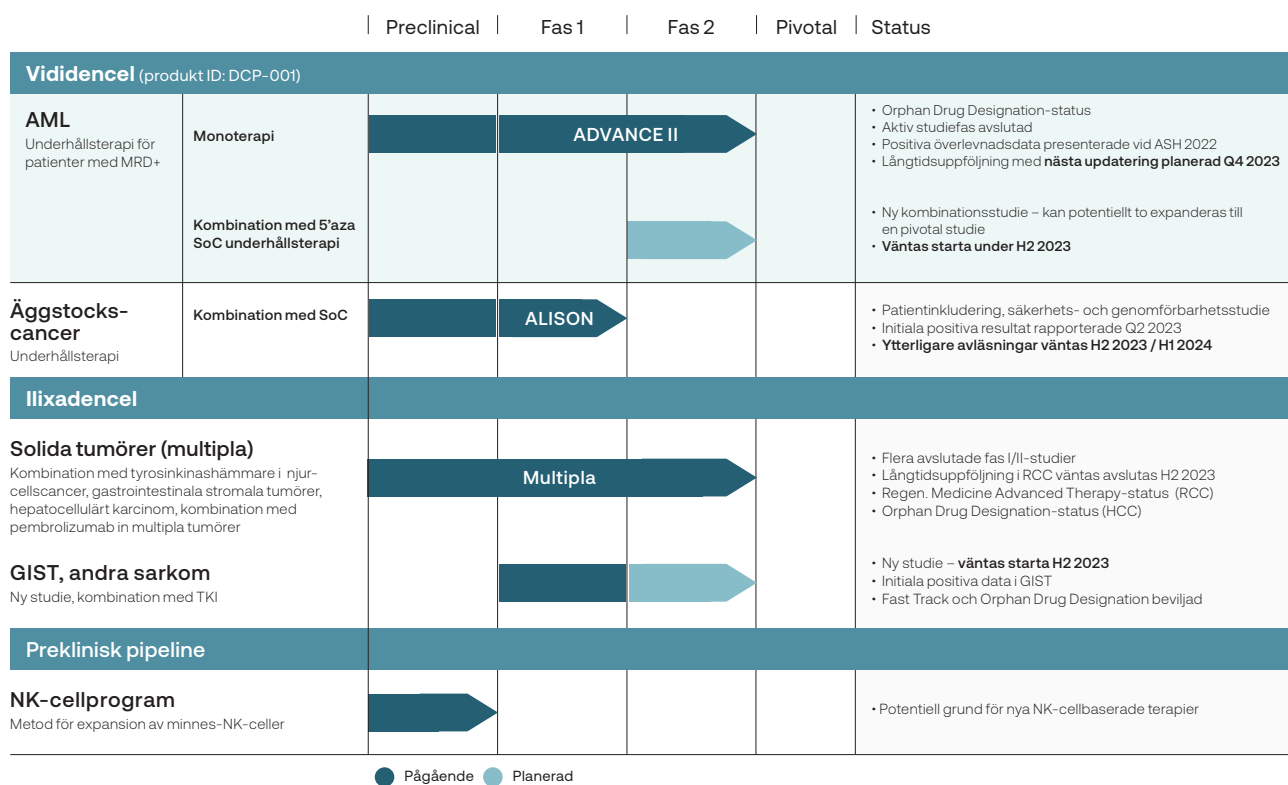 Preclinical Fas 1 Fas 2 Pivotal Status
Vididencel (produkt ID: DCP-001)
AML
Underhållsterapi för
patienter med MRD+
Monoterapi
ADVANCE II
• Orphan Drug Designation-status
• Aktiv studiefas avslutad
• Positiva överlevnadsdata presenterade vid ASH 2022
• Långtidsuppföljning med nästa updatering planerad Q4 2023
Kombination med 5’aza
SoC underhållsterapi
• Ny kombinationsstudie – kan potentiellt to expanderas till
en pivotal studie
• Väntas starta under H2 2023
Äggstocks-
cancer
Underhållsterapi
Kombination med SoC
ALISON
• Patientinkludering, säkerhets- och genomförbarhetsstudie
• Initiala positiva resultat rapporterade Q2 2023
• Ytterligare avläsningar väntas H2 2023 / H1 2024
Ilixadencel
Solida tumörer (multipla)
Kombination med tyrosinkinashämmare i njur-
cellscancer, gastrointestinala stromala tumörer,
hepatocellulärt karcinom, kombination med
pembrolizumab in multipla tumörer
Multipla
• Flera avslutade fas I/II-studier
• Långtidsuppföljning i RCC väntas avslutas H2 2023
• Regen. Medicine Advanced Therapy-status (RCC)
• Orphan Drug Designation-status (HCC)
GIST, andra sarkom
Ny studie, kombination med TKI
• Ny studie – väntas starta H2 2023
• Initiala positiva data i GIST
• Fast Track och Orphan Drug Designation beviljad
Preklinisk pipeline
NK-cellprogram
Metod för expansion av minnes-NK-celler
• Potentiell grund för nya NK-cellbaserade terapier
Pågående Planerad